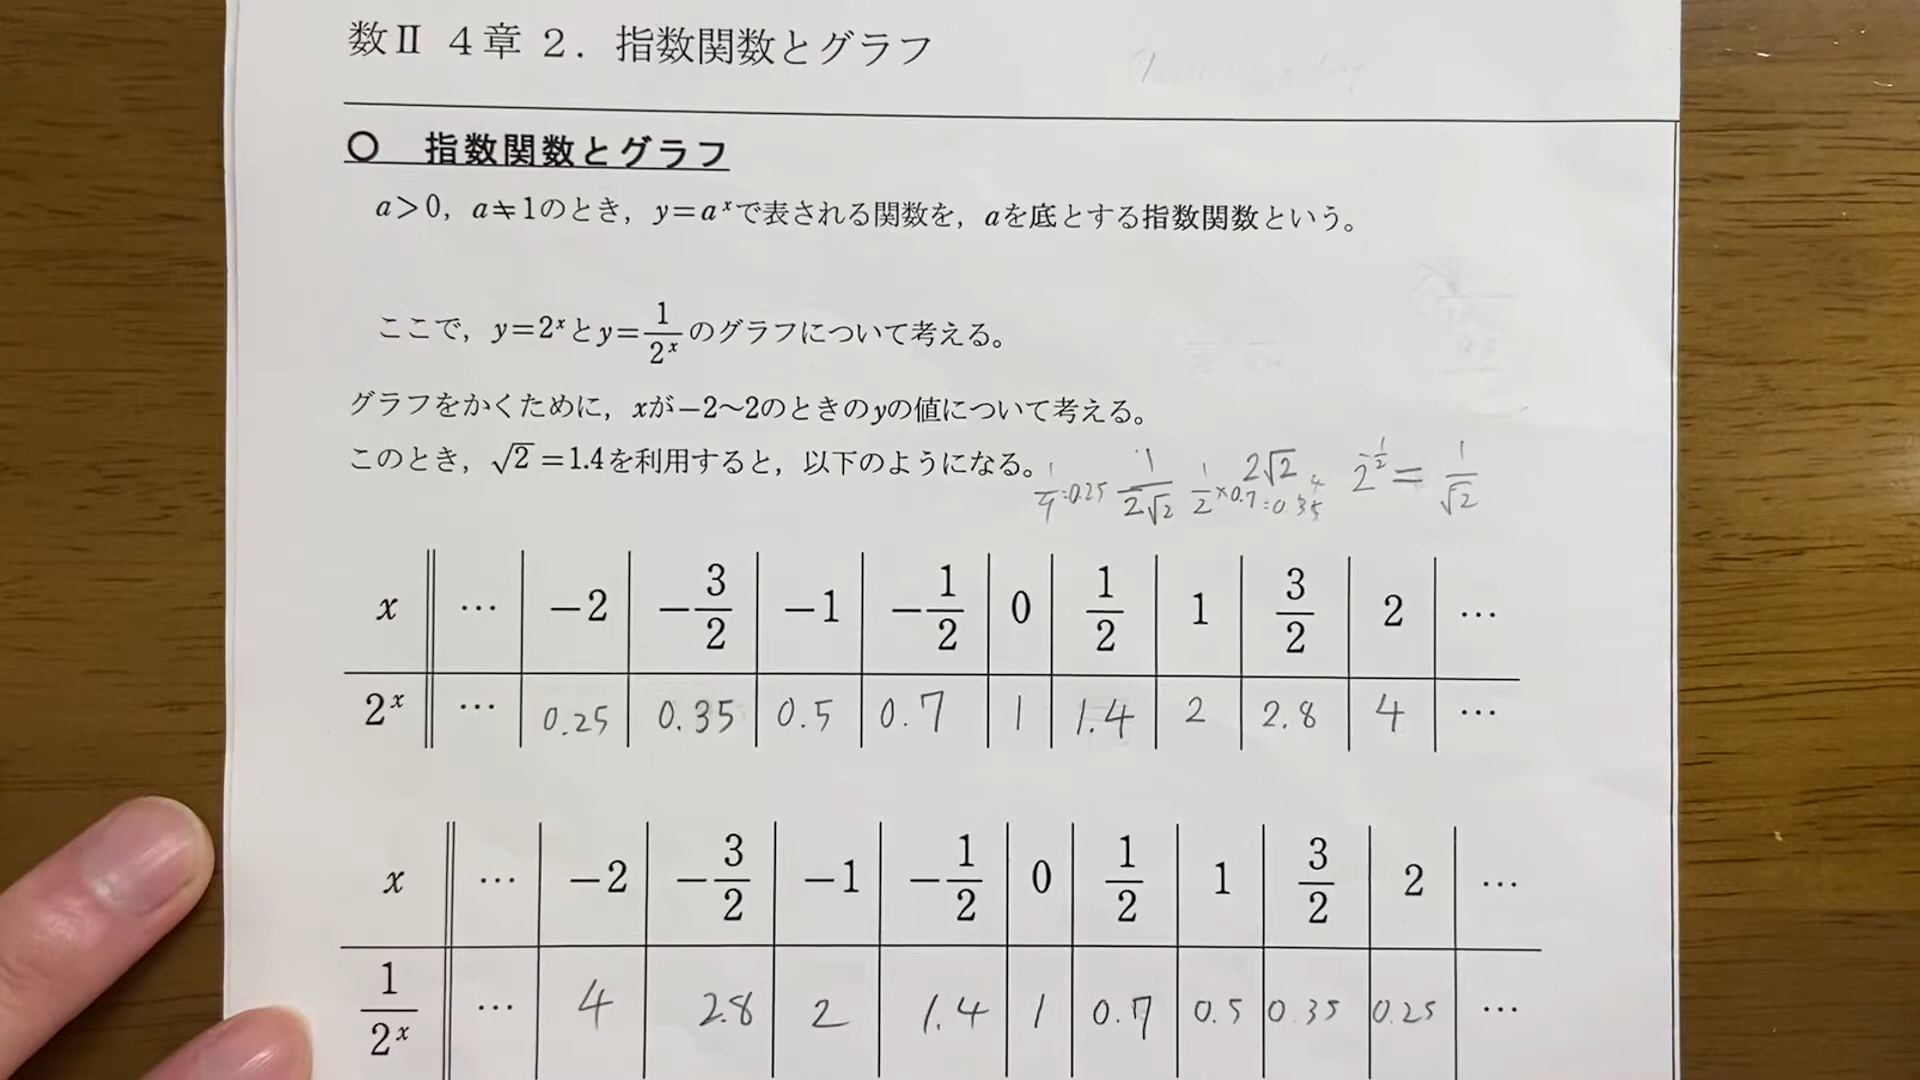 数Ⅱ 4章 2. 指数関数とグラフ
○ 指数関数とグラフ
a>0, a≠1のとき, y=aˣで表される関数を, aを底とする指数関数という。
ここで, y=2ˣとy=1/2ˣのグラフについて考える。
グラフをかくために, xが−2〜2のときのyの値について考える。
このとき, √2=1.4を利用すると, 以下のようになる。
1/4=0.25 1/2√2 1/2×0.7=0.35 2√2 2^(-1/2)=1/√2
x … −2 −3/2 −1 −1/2 0 1/2 1 3/2 2 …
2ˣ … 0.25 0.35 0.5 0.7 1 1.4 2 2.8 4 …
x … −2 −3/2 −1 −1/2 0 1/2 1 3/2 2 …
1/2ˣ … 4 2.8 2 1.4 1 0.7 0.5 0.35 0.25 …